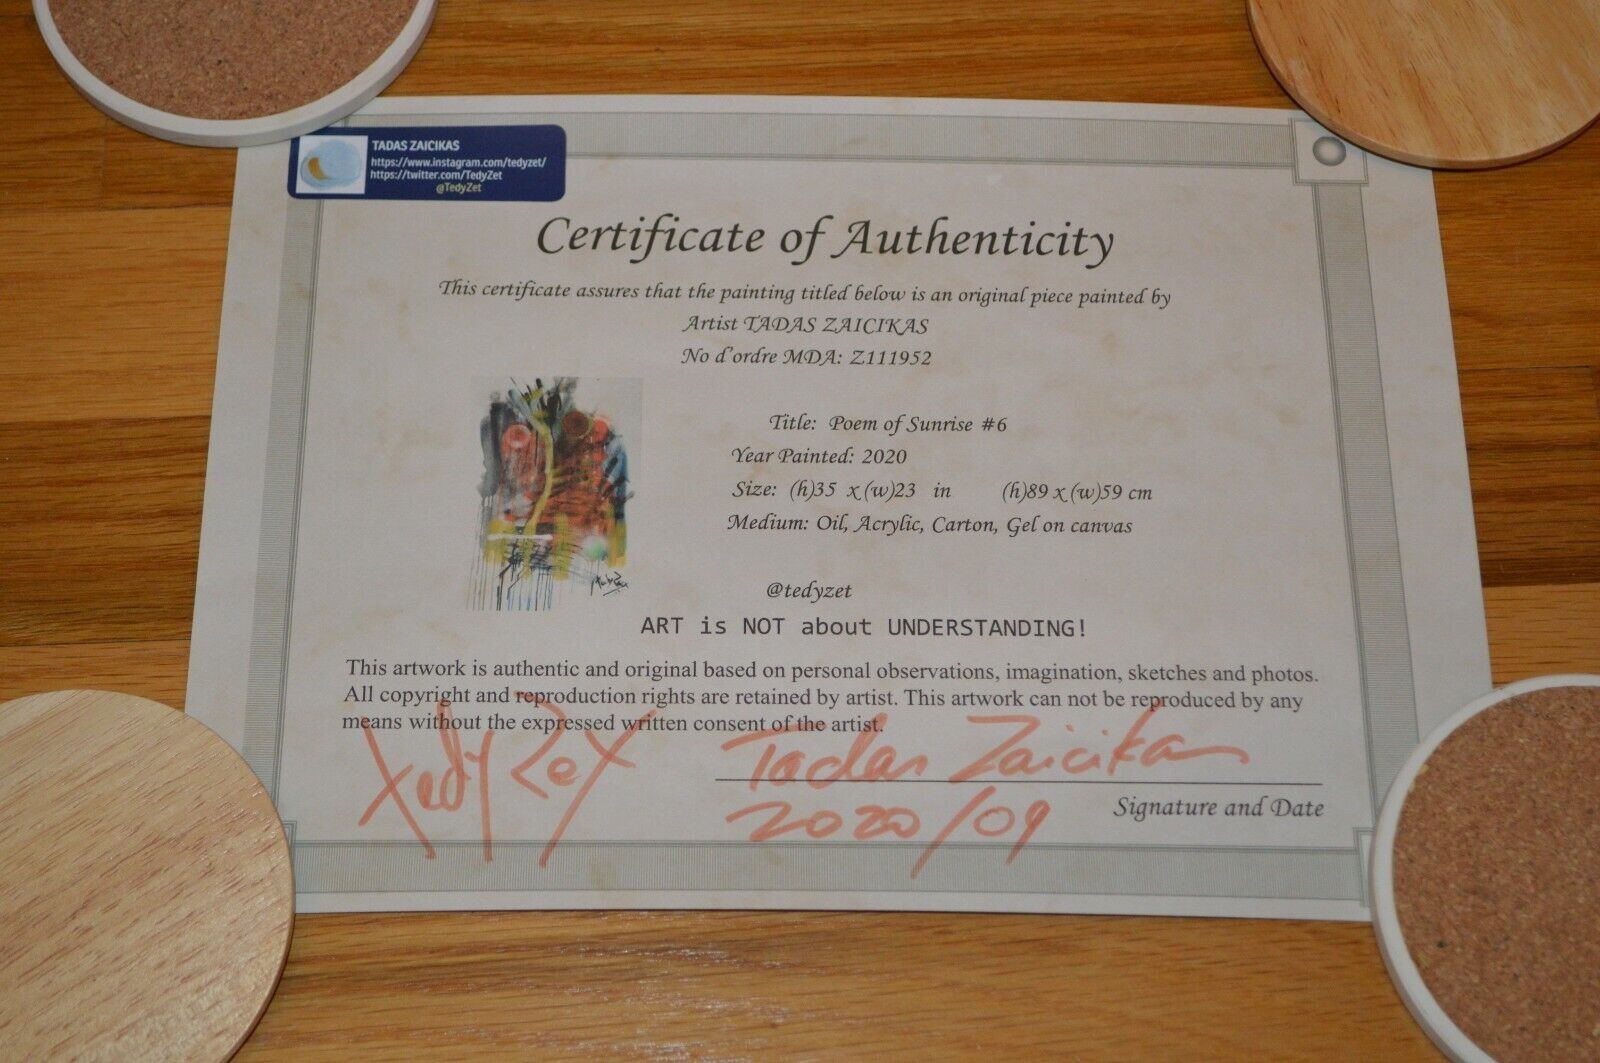 TADAS ZAICIKAS
https://www.instagram.com/tedyzet/
https://twitter.com/TedyZet
@TedyZet
Certificate of Authenticity
This certificate assures that the painting titled below is an original piece painted by
Artist TADAS ZAICIKAS
No d'ordre MDA: Z111952
Title: Poem of Sunrise #6
Year Painted: 2020
Size: (h)35 x (w)23 in (h)89 x (w)59 cm
Medium: Oil, Acrylic, Carton, Gel on canvas
@tedyzet
ART is NOT about UNDERSTANDING!
This artwork is authentic and original based on personal observations, imagination, sketches and photos.
All copyright and reproduction rights are retained by artist. This artwork can not be reproduced by any
means without the expressed written consent of the artist.
TedyZet Tadas Zaicikas
2020/09 Signature and Date